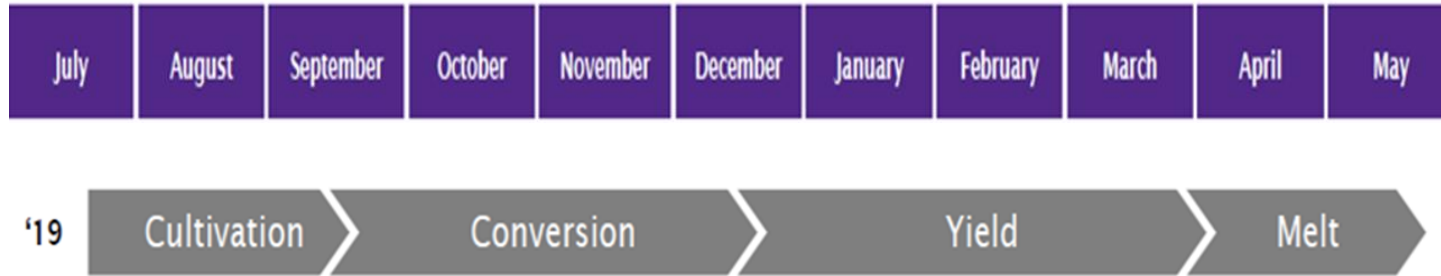 July August September October November December January February March April May
‘19 Cultivation Conversion Yield Melt